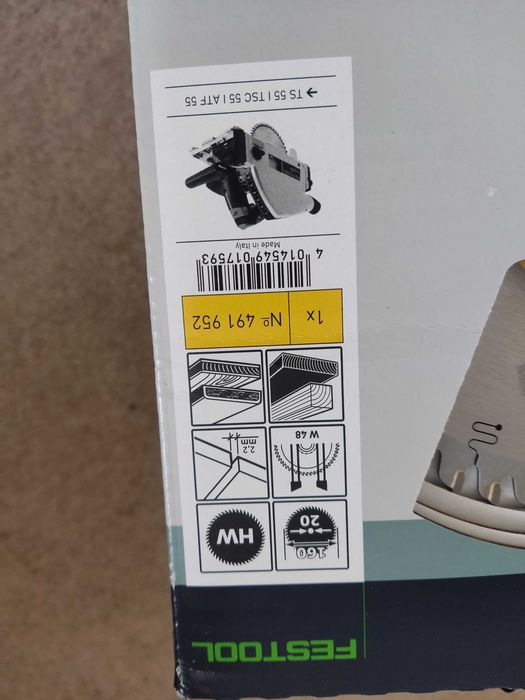 FESTOOL
160
20
HW
W 48
2,2
mm
1x
Nº 491 952
4 014549 017593
Made in Italy
→ TS 55 I TSC 55 I ATF 55